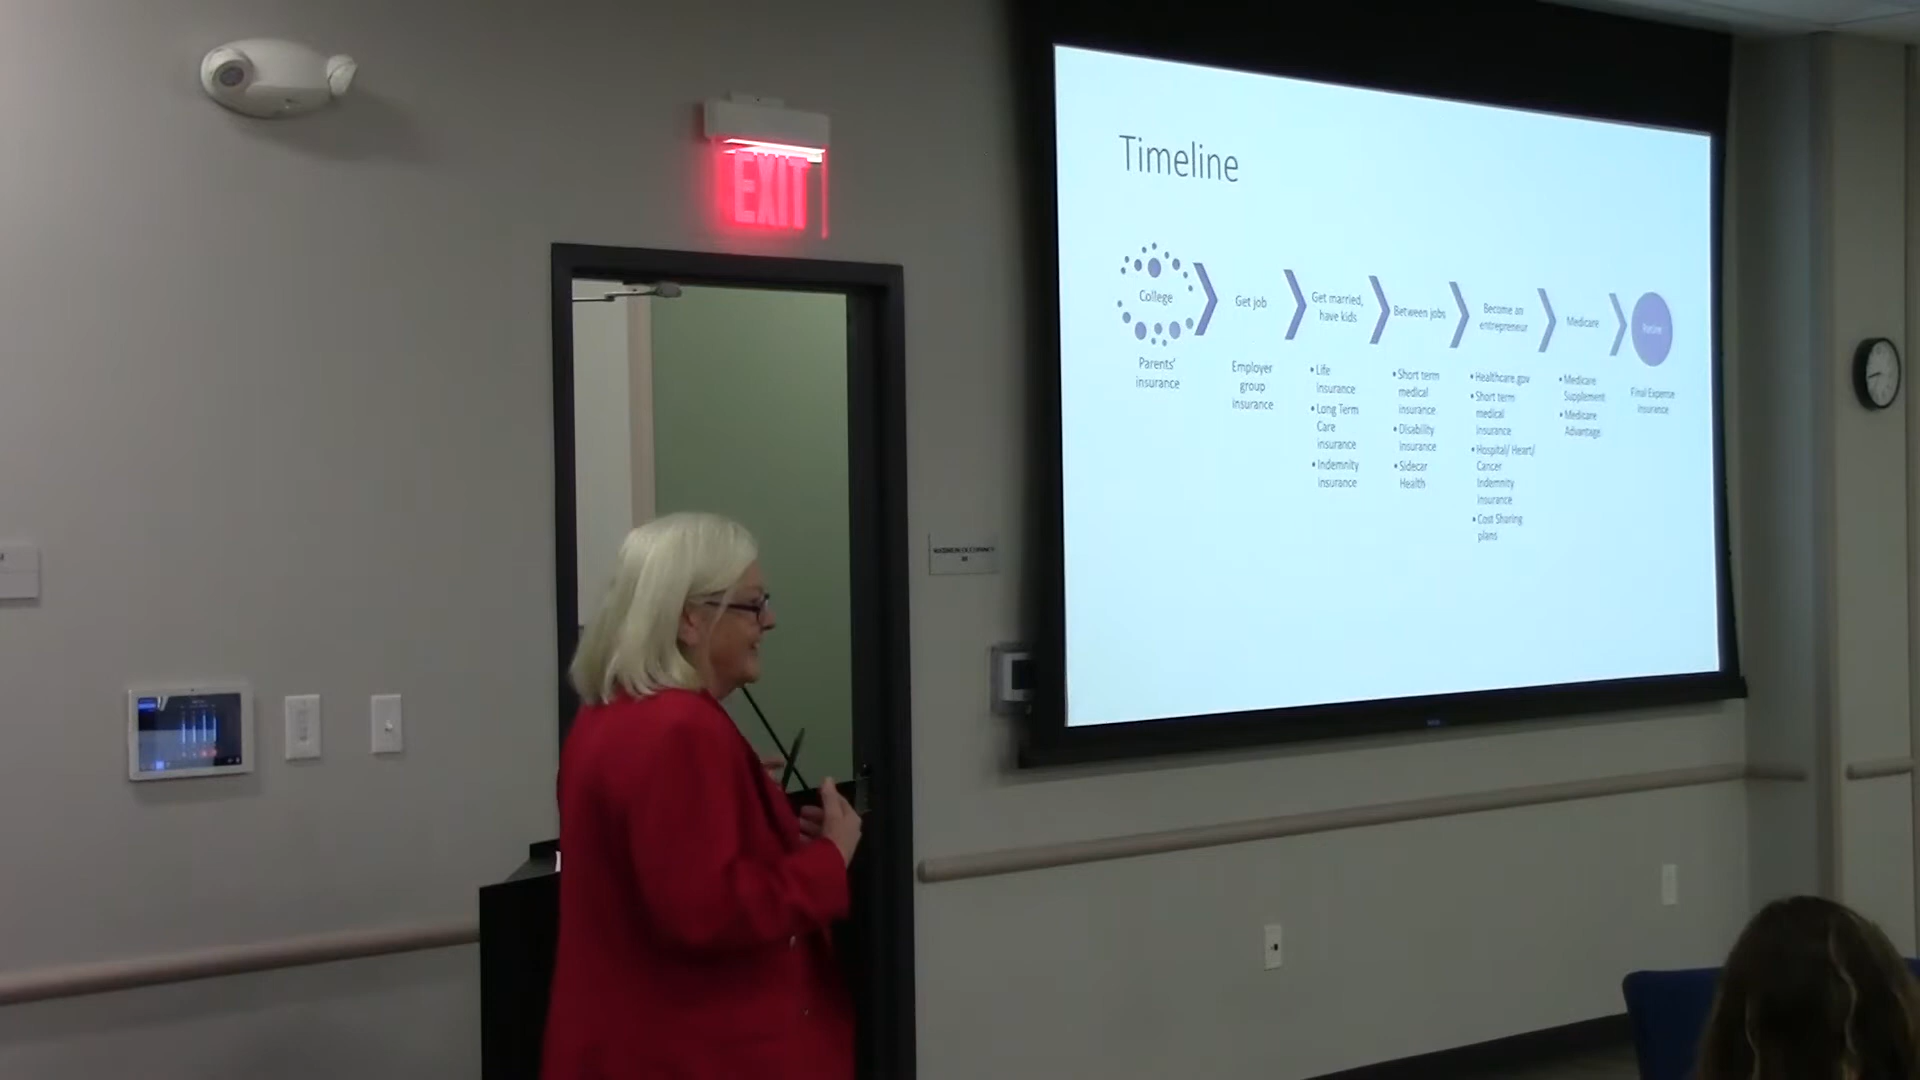 EXIT
Timeline
College
Get job
Get married,
have kids
Between jobs
Become an
entrepreneur
Medicare
Parents'
insurance
Employer
group
insurance
• Life
insurance
• Long Term
Care
insurance
• Indemnity
insurance
• Short term
medical
insurance
• Disability
insurance
• Sidecar
Health
• Healthcare.gov
• Short term
medical
insurance
• Hospital/ Heart/
Cancer
Indemnity
insurance
• Cost Sharing
plans
• Medicare
Supplement
• Medicare
Advantage
Final Expense
insurance
MAXIMUM OCCUPANCY